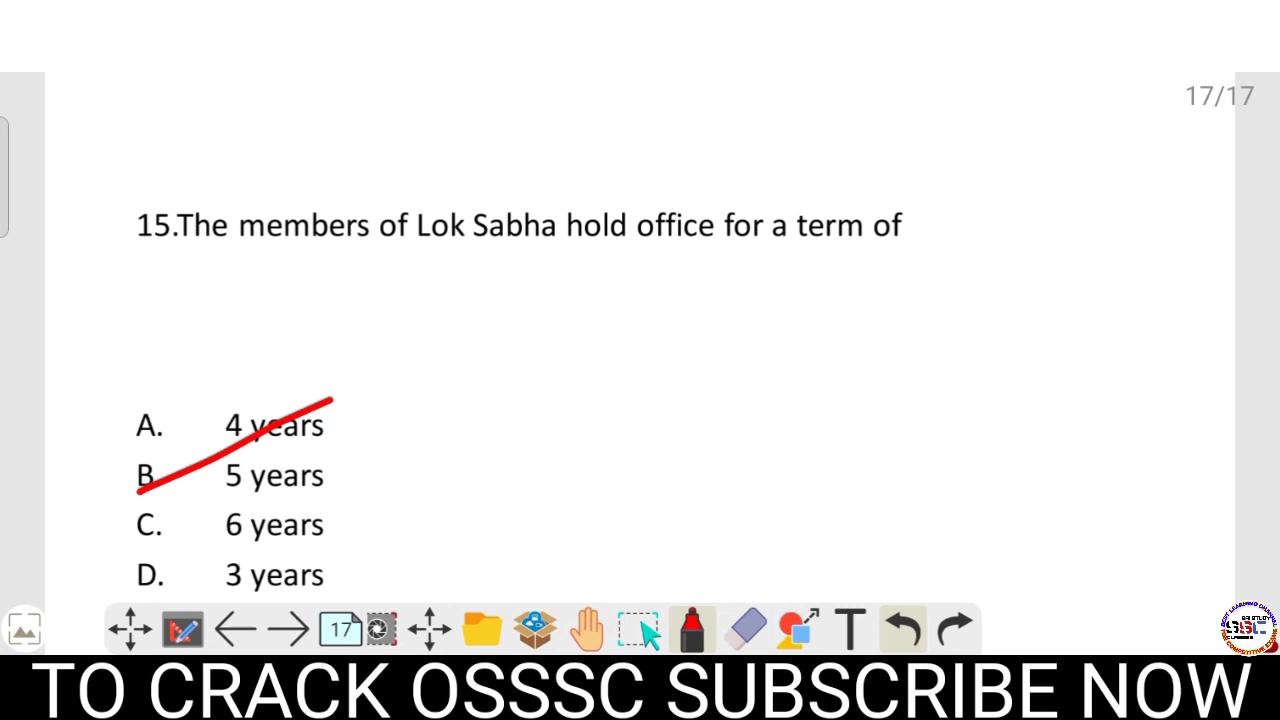 17/17
15.The members of Lok Sabha hold office for a term of
A. 4 years
B. 5 years
C. 6 years
D. 3 years
17
TO CRACK OSSSC SUBSCRIBE NOW